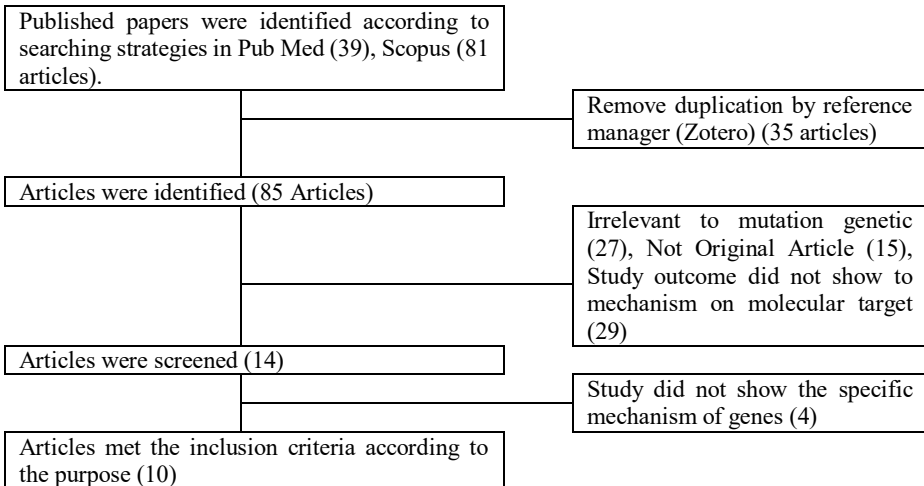 Published papers were identified according to
searching strategies in Pub Med (39), Scopus (81
articles).
Remove duplication by reference
manager (Zotero) (35 articles)
Articles were identified (85 Articles)
Irrelevant to mutation genetic
(27), Not Original Article (15),
Study outcome did not show to
mechanism on molecular target
(29)
Articles were screened (14)
Study did not show the specific
mechanism of genes (4)
Articles met the inclusion criteria according to
the purpose (10)